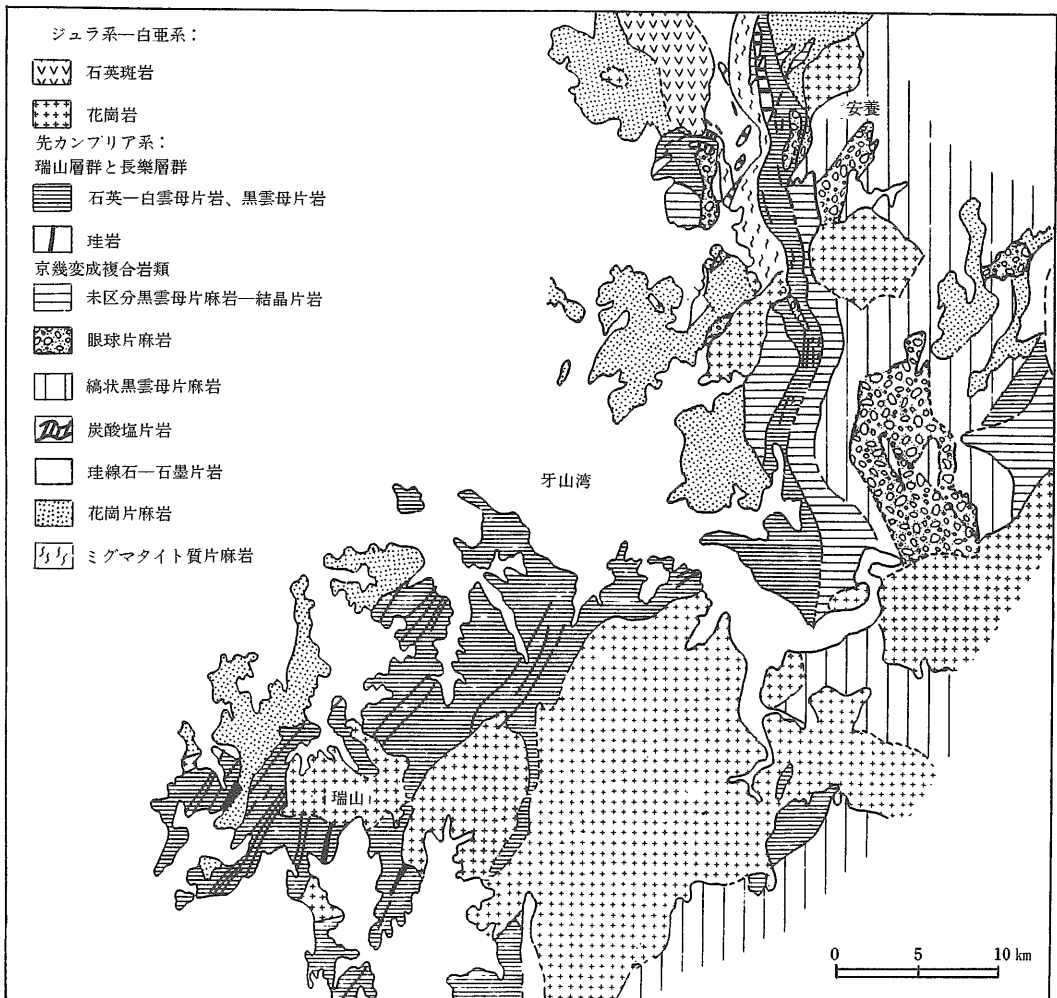 ジュラ系—白亜系：
石英斑岩
花崗岩
先カンブリア系：
瑞山層群と長樂層群
石英—白雲母片岩、黒雲母片岩
珪岩
京幾変成複合岩類
未区分黒雲母片麻岩—結晶片岩
眼球片麻岩
縞状黒雲母片麻岩
炭酸塩片岩
珪線石—石墨片岩
花崗片麻岩
ミグマタイト質片麻岩
安養
牙山湾
瑞山
0 5 10 km